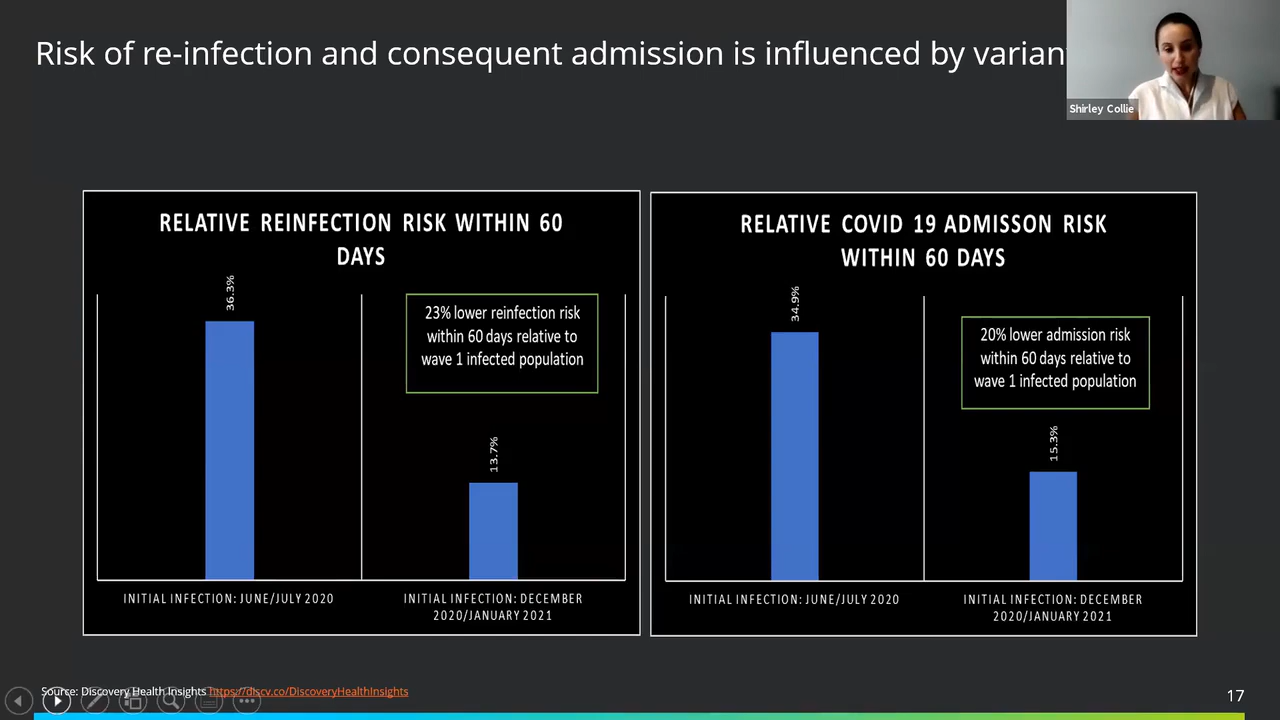 Risk of re-infection and consequent admission is influenced by variant
Shirley Collie
RELATIVE REINFECTION RISK WITHIN 60
DAYS
36.3%
23% lower reinfection risk
within 60 days relative to
wave 1 infected population
13.7%
INITIAL INFECTION: JUNE/JULY 2020
INITIAL INFECTION: DECEMBER
2020/JANUARY 2021
RELATIVE COVID 19 ADMISSON RISK
WITHIN 60 DAYS
34.9%
20% lower admission risk
within 60 days relative to
wave 1 infected population
15.3%
INITIAL INFECTION: JUNE/JULY 2020
INITIAL INFECTION: DECEMBER
2020/JANUARY 2021
Source: Discovery Health Insights https://discv.co/DiscoveryHealthInsights
17